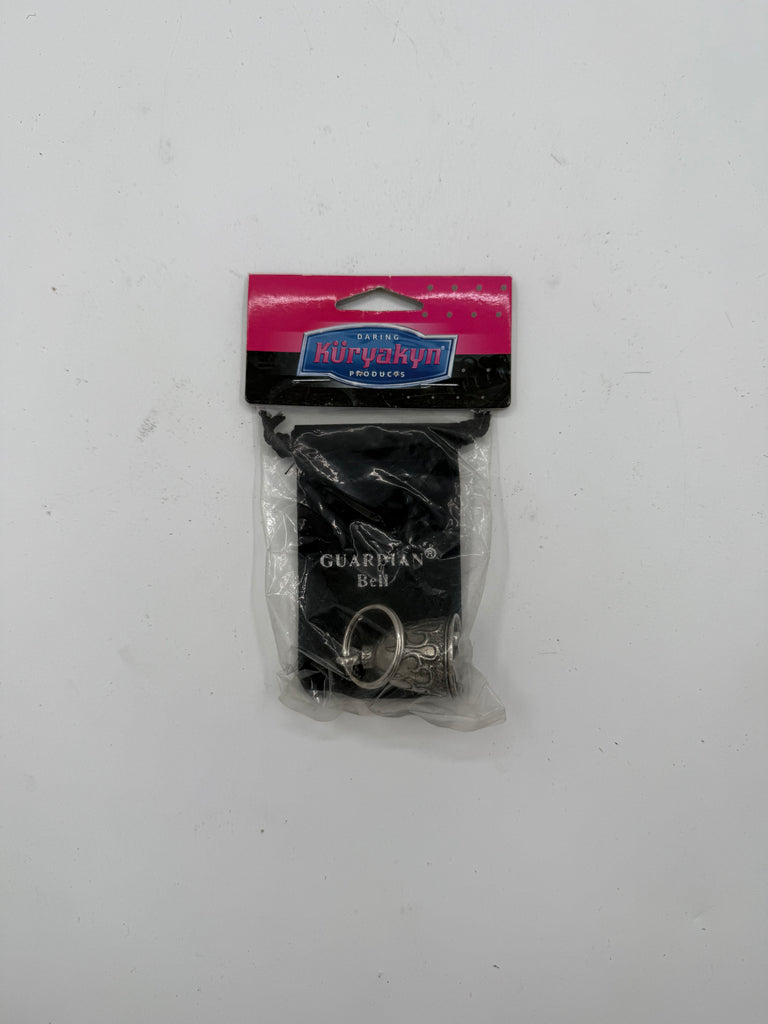 DARING
Küryakyn®
PRODUCTS
GUARDIAN®
Bell